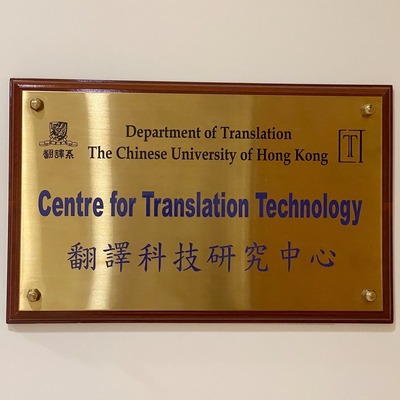 Department of Translation
The Chinese University of Hong Kong
翻譯系
[T]
Centre for Translation Technology
翻譯科技研究中心